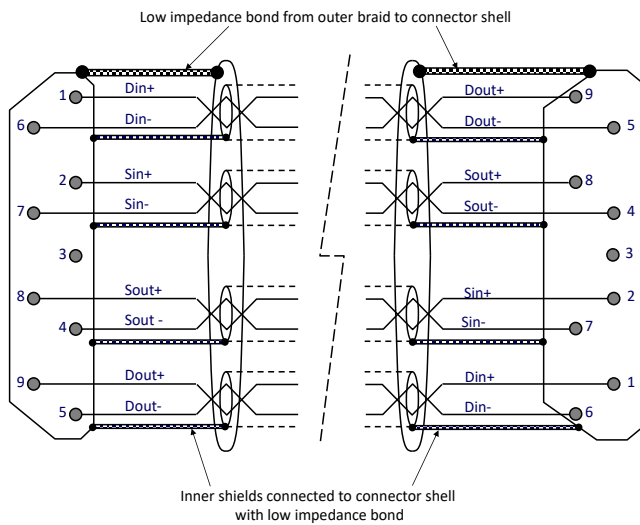 Low impedance bond from outer braid to connector shell
1 Din+ Dout+ 9
6 Din- Dout- 5
2 Sin+ Sout+ 8
7 Sin- Sout- 4
3 3
8 Sout+ Sin+ 2
4 Sout - Sin- 7
9 Dout+ Din+ 1
5 Dout- Din- 6
Inner shields connected to connector shell
with low impedance bond